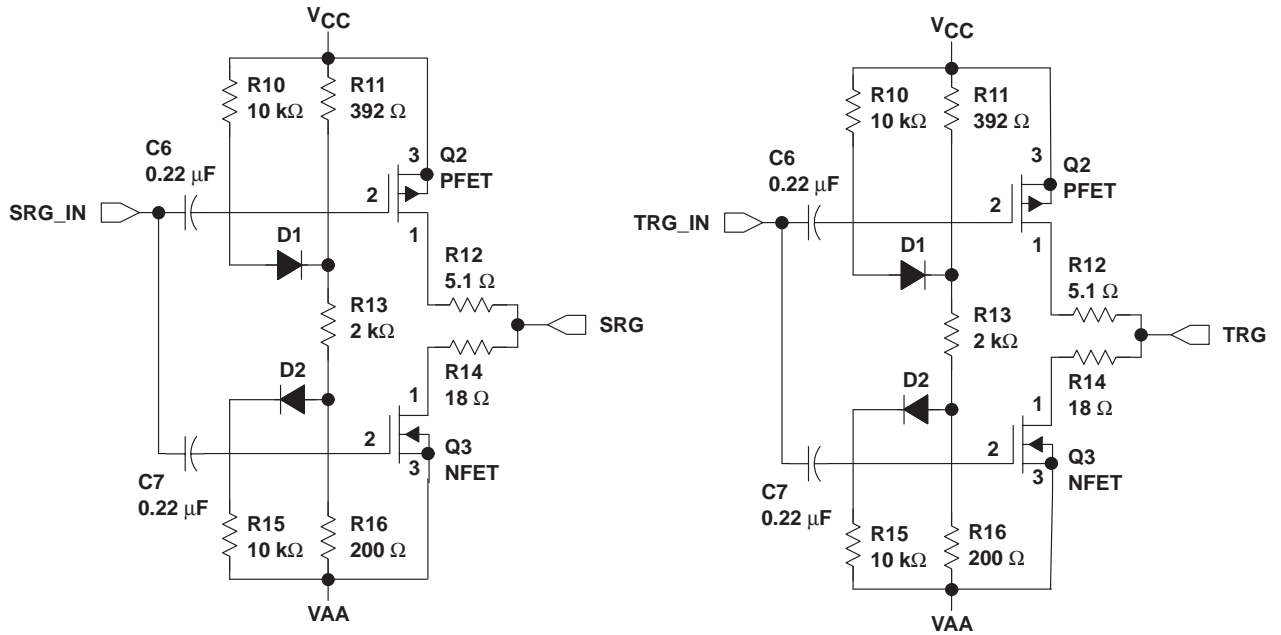 VCC
R10
10 kΩ
R11
392 Ω
C6
0.22 μF
3
Q2
PFET
2
SRG_IN
1
D1
R12
5.1 Ω
R13
2 kΩ
SRG
D2
R14
18 Ω
1
2
Q3
NFET
3
C7
0.22 μF
R15
10 kΩ
R16
200 Ω
VAA
VCC
R10
10 kΩ
R11
392 Ω
C6
0.22 μF
3
Q2
PFET
2
TRG_IN
1
D1
R12
5.1 Ω
R13
2 kΩ
TRG
D2
R14
18 Ω
1
2
Q3
NFET
3
C7
0.22 μF
R15
10 kΩ
R16
200 Ω
VAA